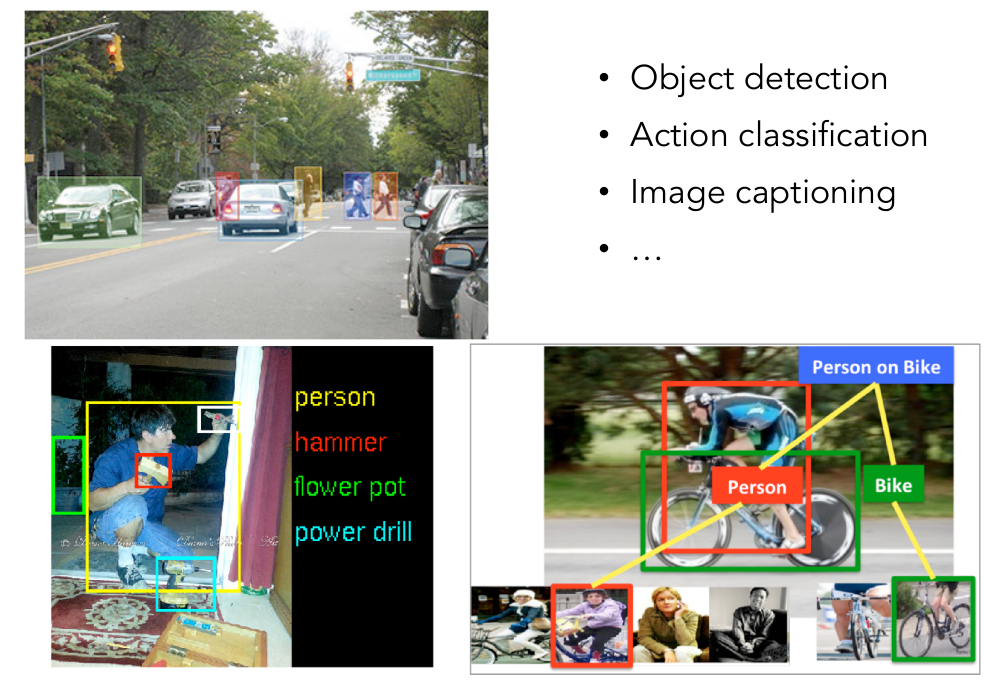 • Object detection
• Action classification
• Image captioning
• ...
person
hammer
flower pot
power drill
Person on Bike
Person
Bike